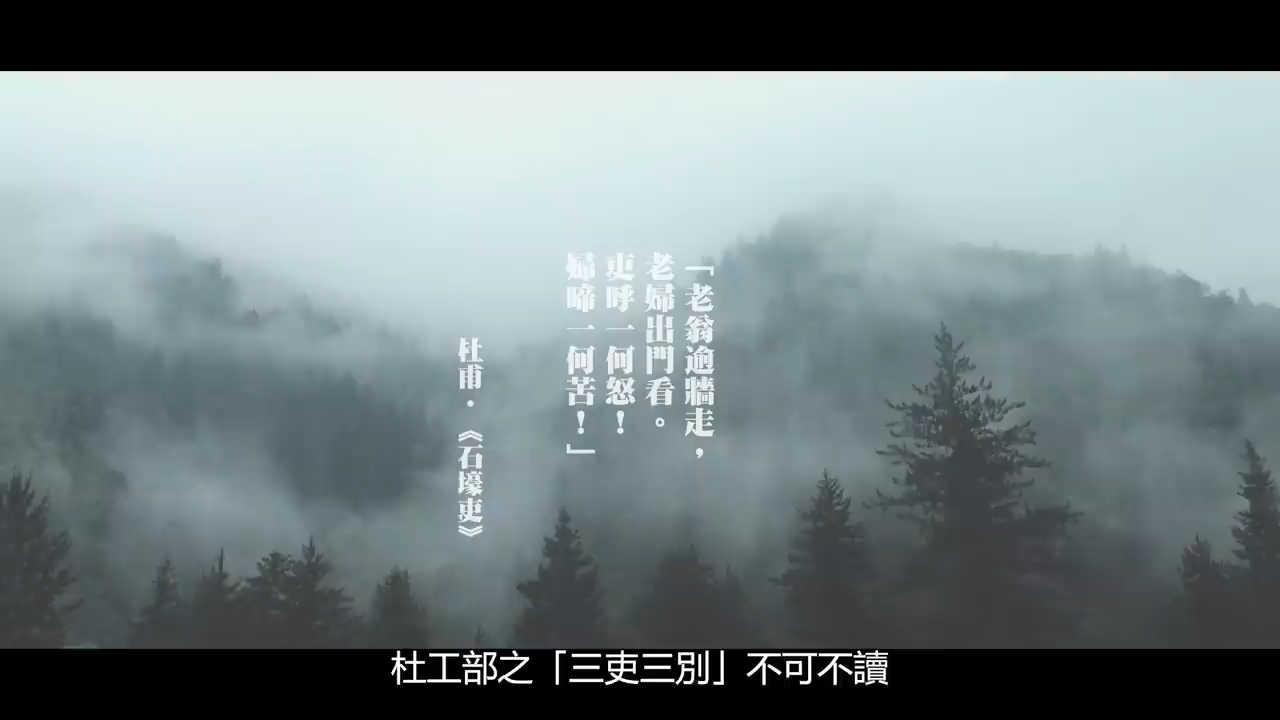 「老翁逾牆走，
老婦出門看。
吏呼一何怒！
婦啼一何苦！」
杜甫·《石壕吏》
杜工部之「三吏三別」不可不讀